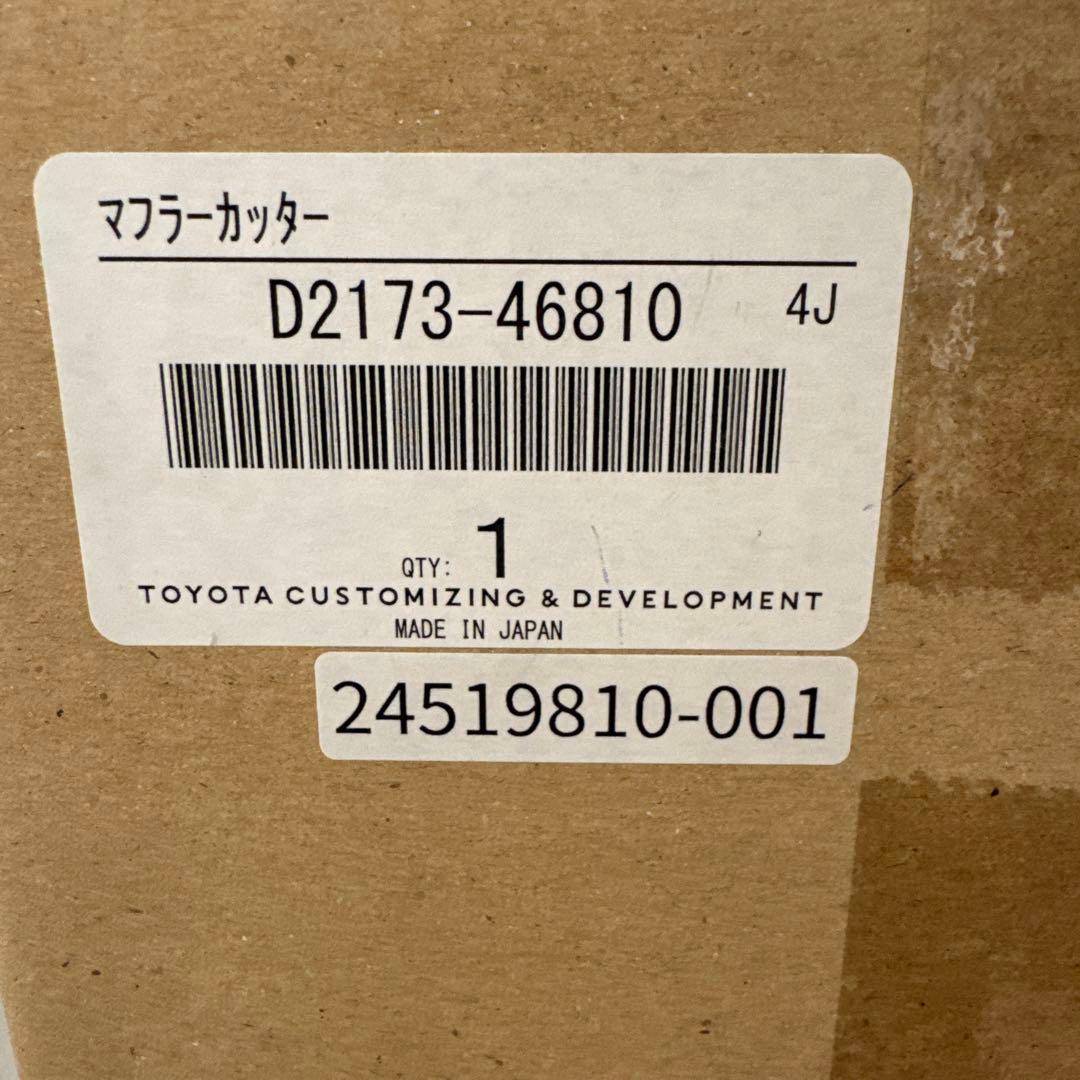 マフラーカッター
D2173-46810 4J
QTY: 1
TOYOTA CUSTOMIZING & DEVELOPMENT
MADE IN JAPAN
24519810-001